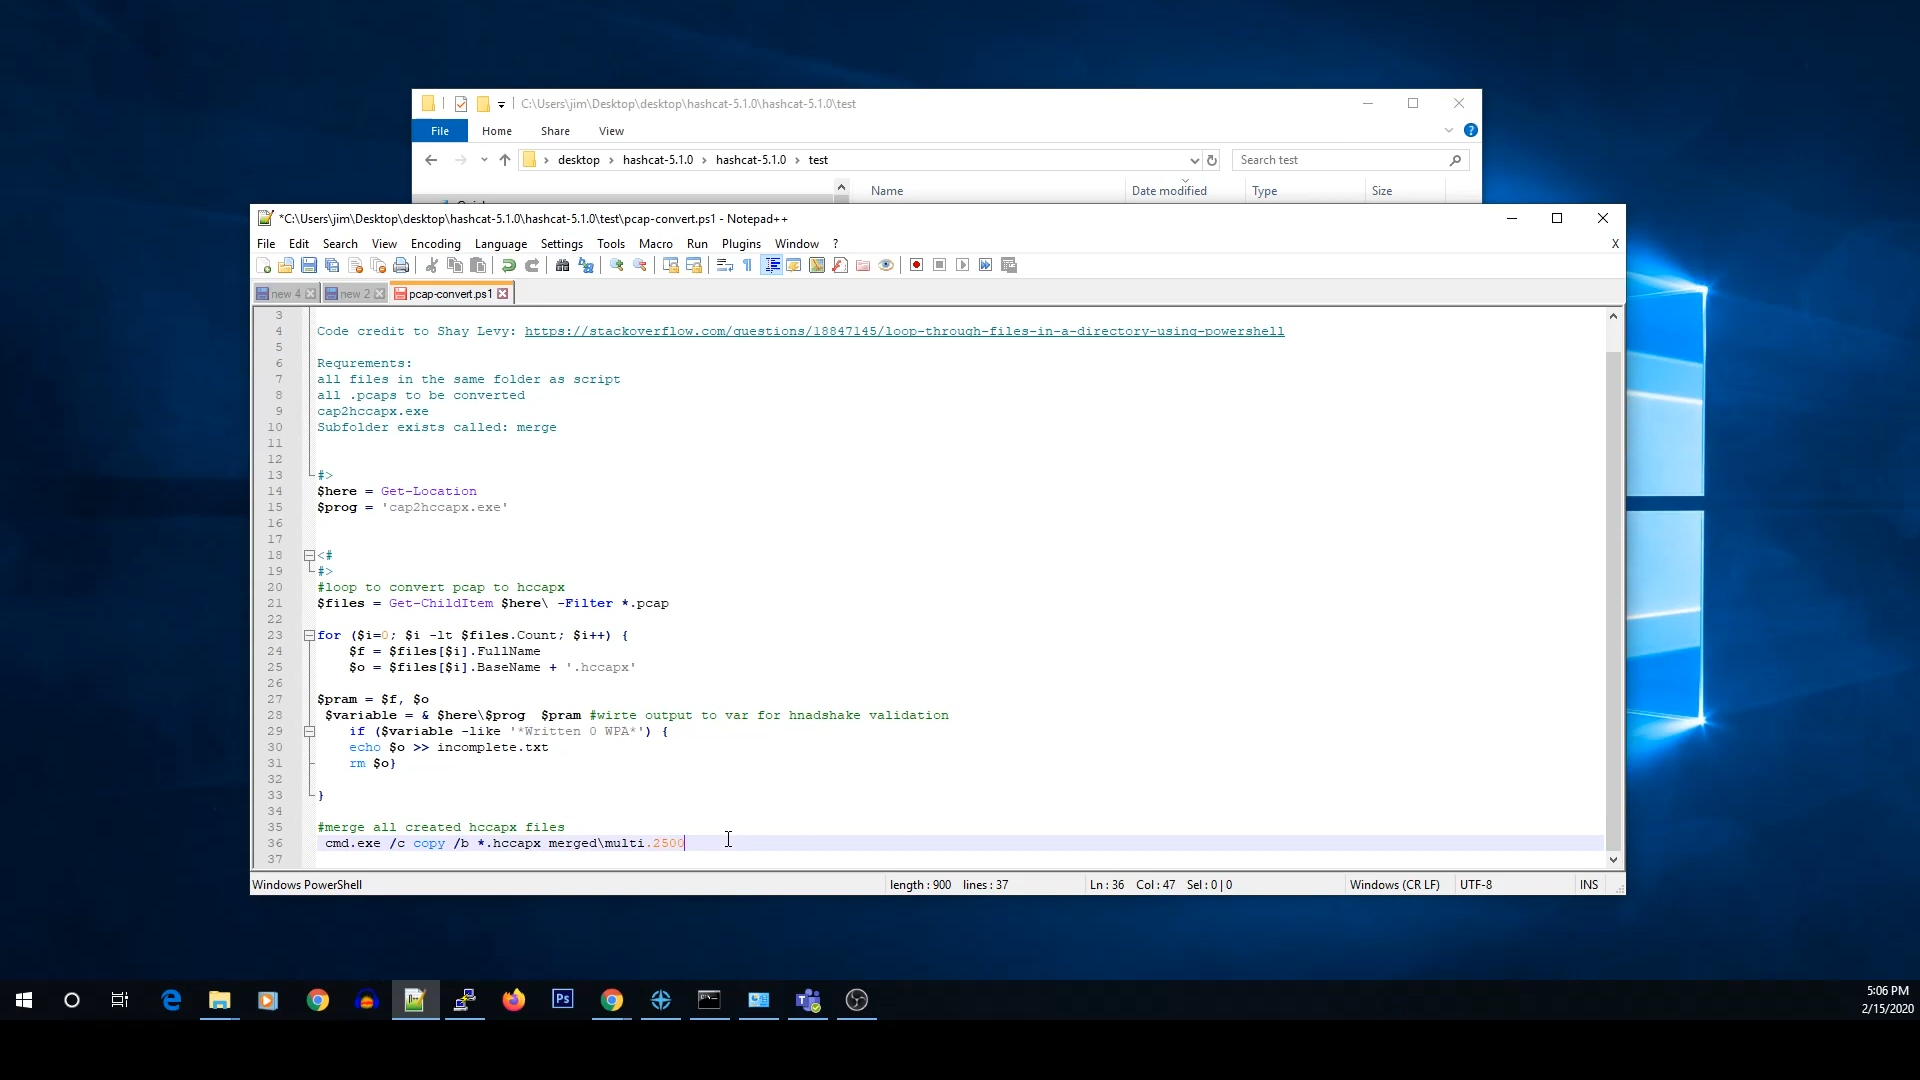 C:\Users\jim\Desktop\desktop\hashcat-5.1.0\hashcat-5.1.0\test
File Home Share View
desktop hashcat-5.1.0 hashcat-5.1.0 test
Search test
Name Date modified Type Size
*C:\Users\jim\Desktop\desktop\hashcat-5.1.0\hashcat-5.1.0\test\pcap-convert.ps1 - Notepad++
File Edit Search View Encoding Language Settings Tools Macro Run Plugins Window ? X
new 4 new 2 pcap-convert.ps1
3
4 Code credit to Shay Levy: https://stackoverflow.com/questions/18847145/loop-through-files-in-a-directory-using-powershell
5
6 Requrements:
7 all files in the same folder as script
8 all .pcaps to be converted
9 cap2hccapx.exe
10 Subfolder exists called: merge
11
12
13 #>
14 $here = Get-Location
15 $prog = 'cap2hccapx.exe'
16
17
18 <#
19 #>
20 #loop to convert pcap to hccapx
21 $files = Get-ChildItem $here\ -Filter *.pcap
22
23 for ($i=0; $i -lt $files.Count; $i++) {
24 $f = $files[$i].FullName
25 $o = $files[$i].BaseName + '.hccapx'
26
27 $pram = $f, $o
28 $variable = & $here\$prog $pram #wirte output to var for hnadshake validation
29 if ($variable -like '*Written 0 WPA*') {
30 echo $o >> incomplete.txt
31 rm $o}
32
33 }
34
35 #merge all created hccapx files
36 cmd.exe /c copy /b *.hccapx merged\multi.2500
37
Windows PowerShell length : 900 lines : 37 Ln : 36 Col : 47 Sel : 0 | 0 Windows (CR LF) UTF-8 INS
Ps
5:06 PM
2/15/2020